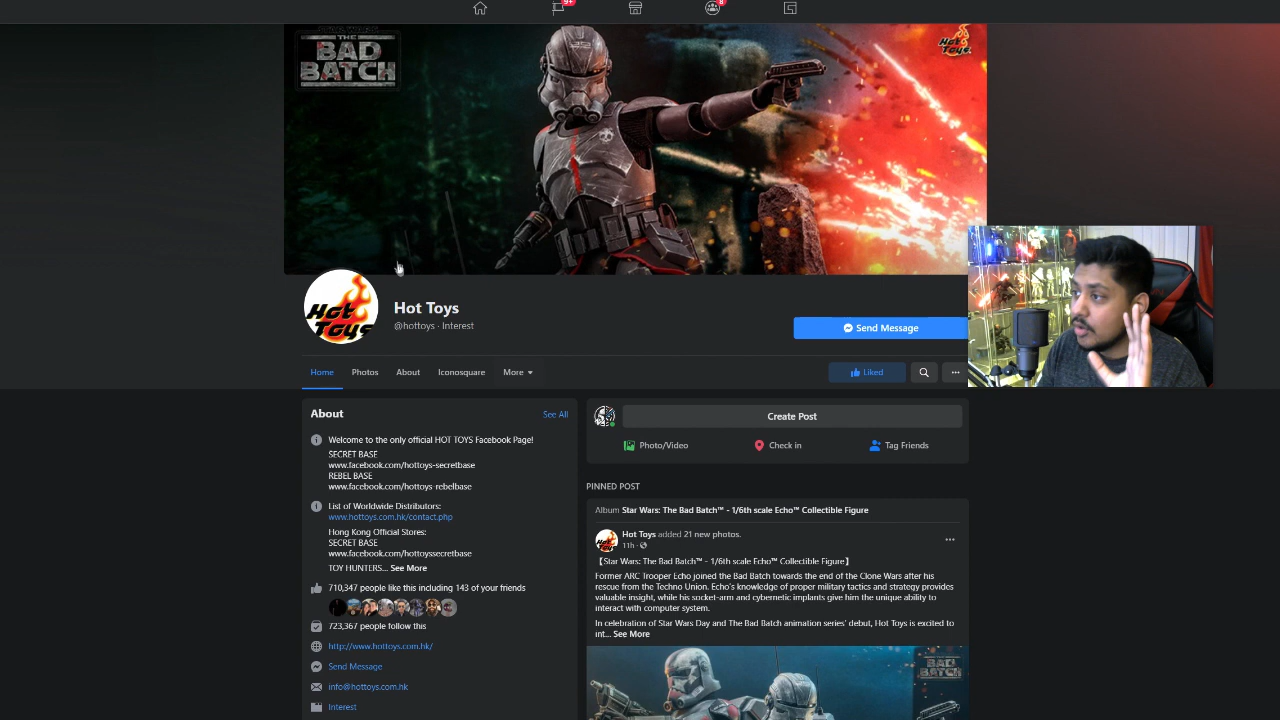 9+
8
THE
BAD
BATCH
Hot
Toys
Hot
Toys
Hot Toys
@hottoys · Interest
Send Message
Home
Photos
About
Iconosquare
More
Liked
About
See All
Welcome to the only official HOT TOYS Facebook Page!
SECRET BASE
www.facebook.com/hottoys-secretbase
REBEL BASE
www.facebook.com/hottoys-rebelbase
List of Worldwide Distributors:
www.hottoys.com.hk/contact.php
Hong Kong Official Stores:
SECRET BASE
www.facebook.com/hottoyssecretbase
TOY HUNTERS... See More
710,347 people like this including 143 of your friends
723,367 people follow this
http://www.hottoys.com.hk/
Send Message
info@hottoys.com.hk
Interest
Create Post
Photo/Video
Check in
Tag Friends
PINNED POST
Album Star Wars: The Bad Batch™ - 1/6th scale Echo™ Collectible Figure
Hot Toys added 21 new photos.
11h ·
【Star Wars: The Bad Batch™ - 1/6th scale Echo™ Collectible Figure】
Former ARC Trooper Echo joined the Bad Batch towards the end of the Clone Wars after his
rescue from the Techno Union. Echo's knowledge of proper military tactics and strategy provides
valuable insight, while his socket-arm and cybernetic implants give him the unique ability to
interact with computer system.
In celebration of Star Wars Day and The Bad Batch animation series' debut, Hot Toys is excited to
int... See More
BAD
BATCH